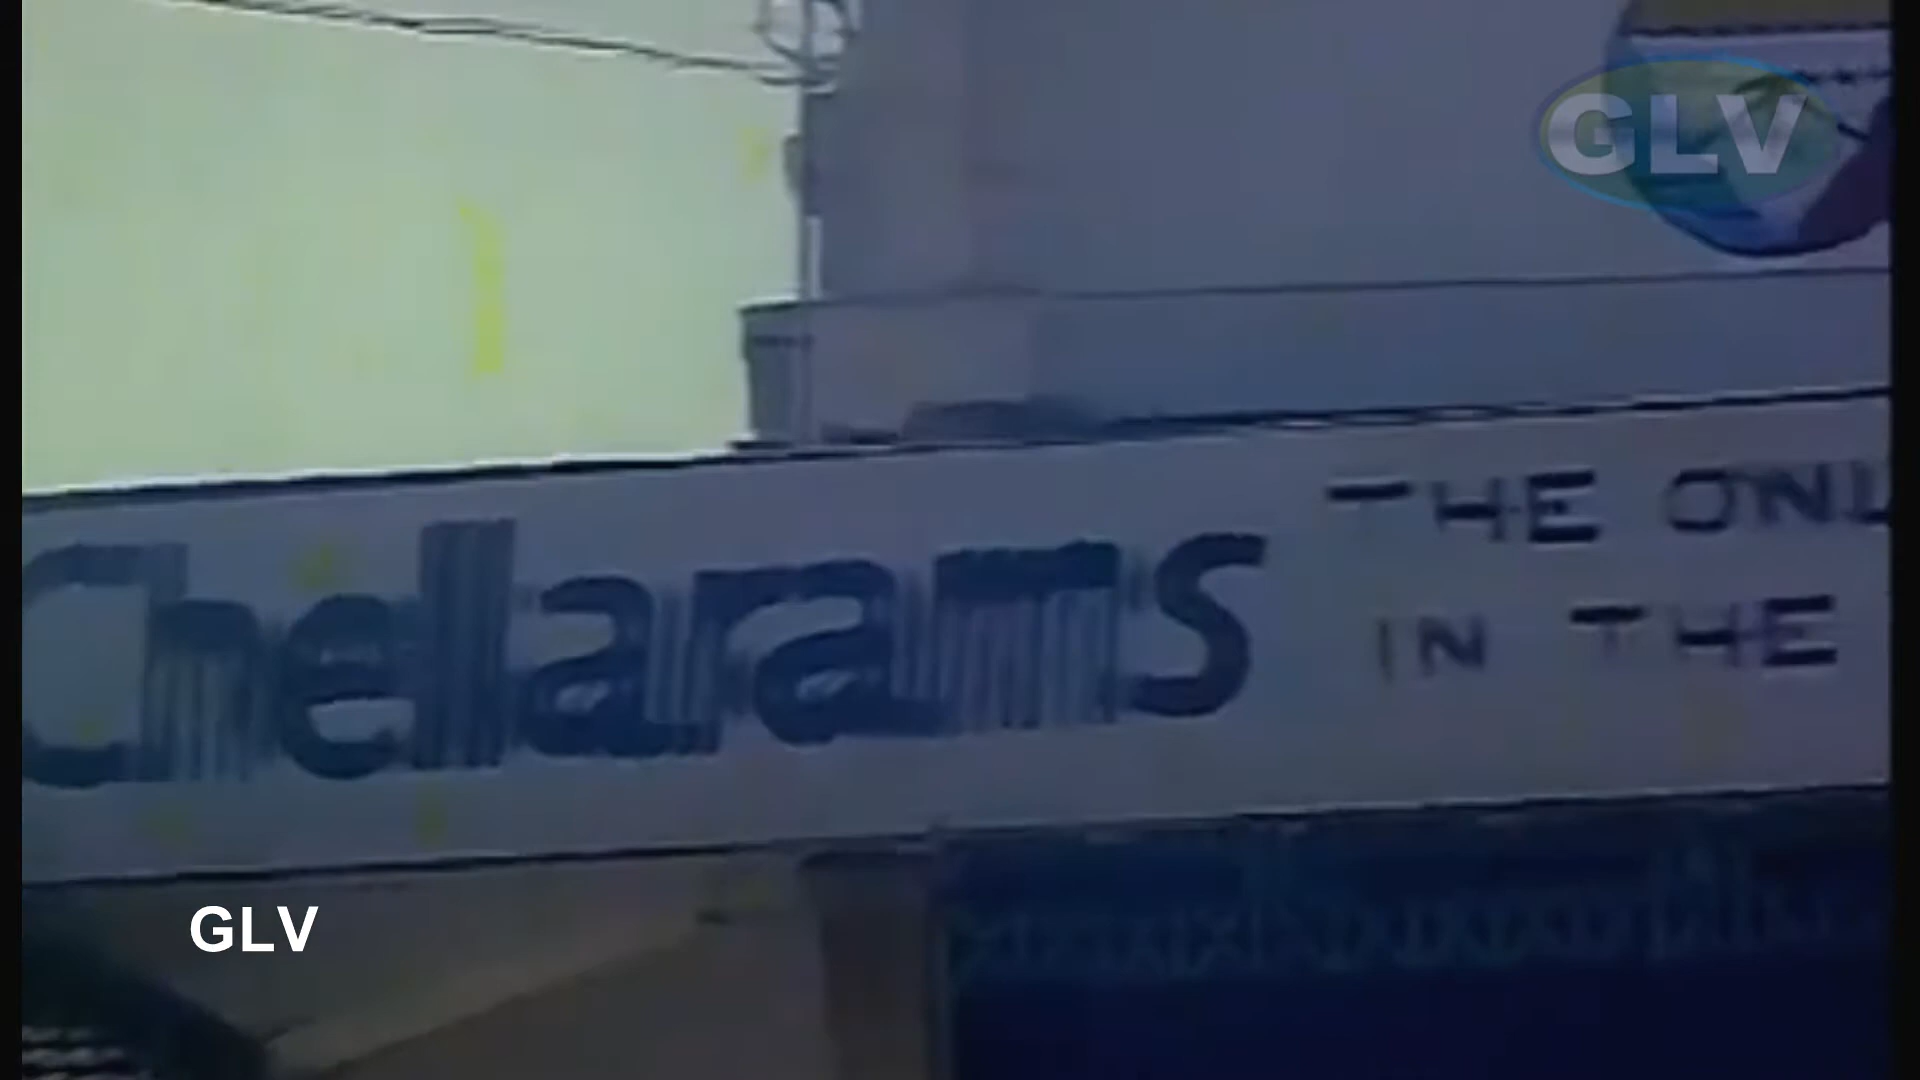 GLV
Chellarams
THE ONL
IN THE
GLV